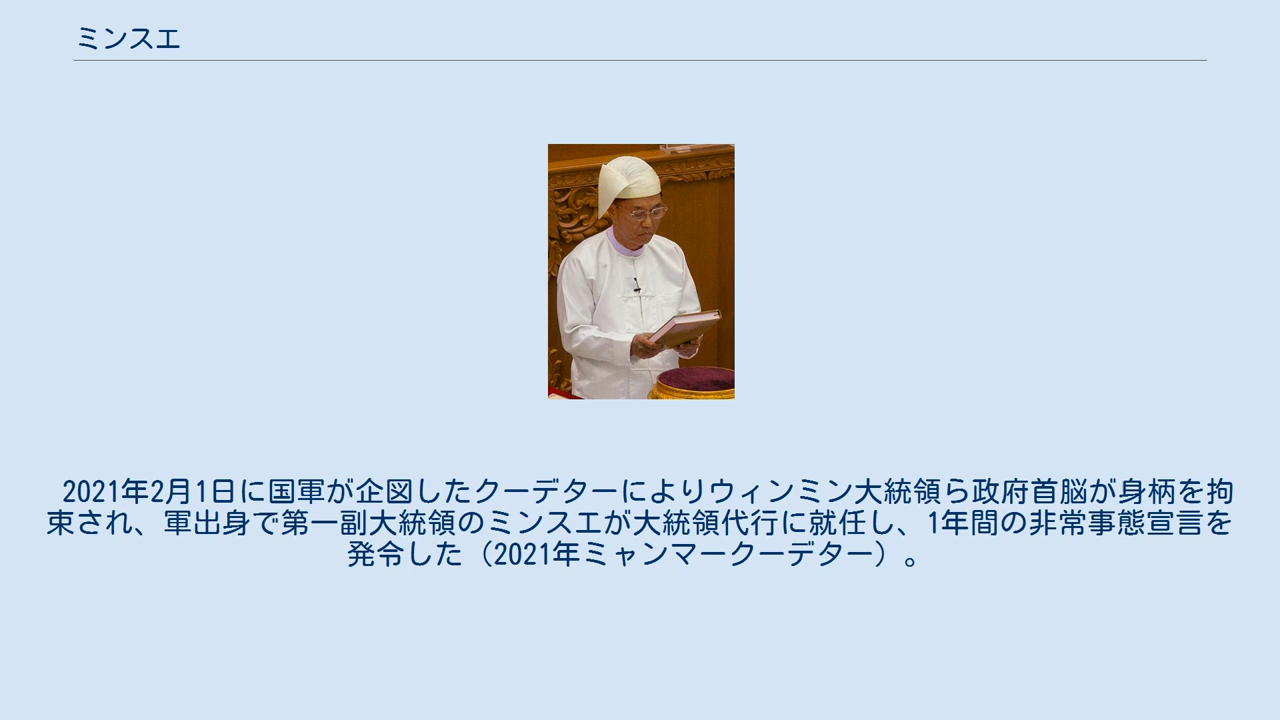 ミンスエ
2021年2月1日に国軍が企図したクーデターによりウィンミン大統領ら政府首脳が身柄を拘
束され、軍出身で第一副大統領のミンスエが大統領代行に就任し、1年間の非常事態宣言を
発令した（2021年ミャンマークーデター）。